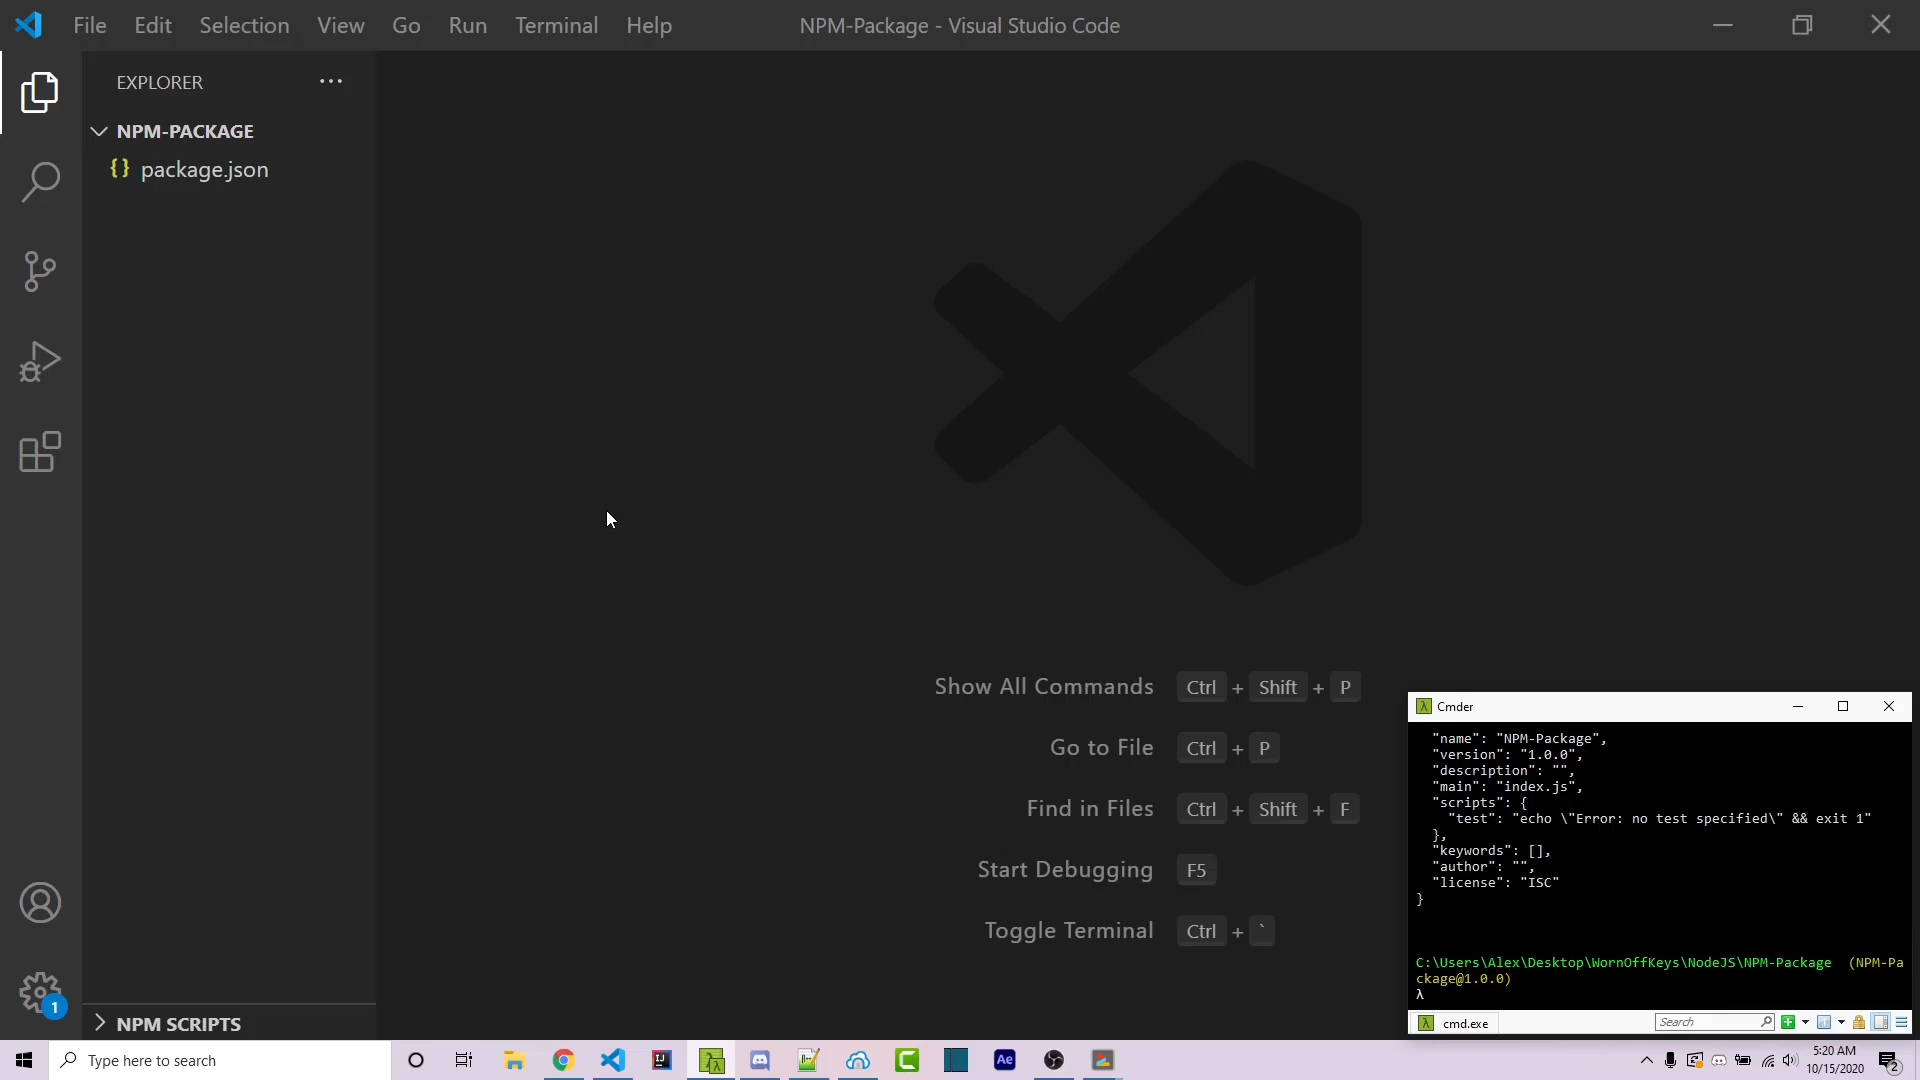 File Edit Selection View Go Run Terminal Help
NPM-Package - Visual Studio Code
EXPLORER
NPM-PACKAGE
{} package.json
Show All Commands Ctrl + Shift + P
Go to File Ctrl + P
Find in Files Ctrl + Shift + F
Start Debugging F5
Toggle Terminal Ctrl + `
1
NPM SCRIPTS
λ Cmder
"name": "NPM-Package",
"version": "1.0.0",
"description": "",
"main": "index.js",
"scripts": {
"test": "echo \"Error: no test specified\" && exit 1"
},
"keywords": [],
"author": "",
"license": "ISC"
}
C:\Users\Alex\Desktop\WornOffKeys\NodeJS\NPM-Package (NPM-Pa
ckage@1.0.0)
λ
λ cmd.exe
Search
Type here to search
IJ
Ae
5:20 AM
10/15/2020
2